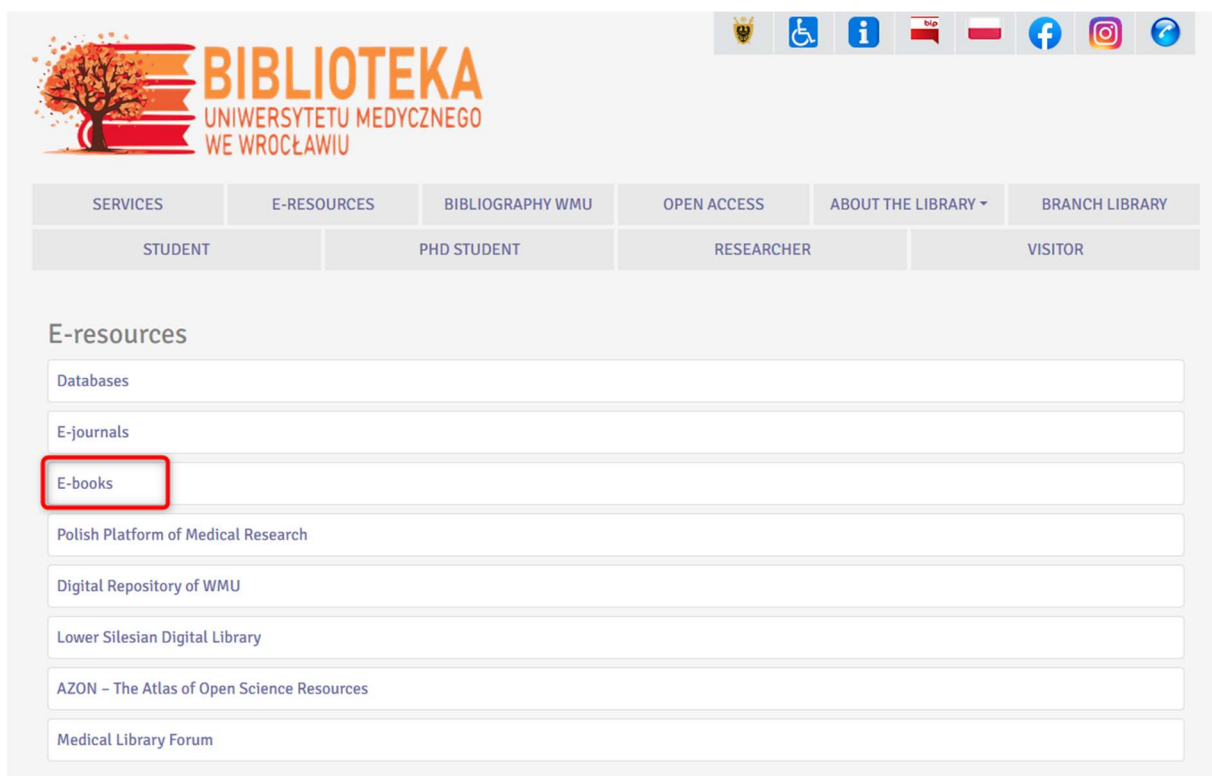 bip
BIBLIOTEKA
UNIWERSYTETU MEDYCZNEGO
WE WROCŁAWIU
SERVICES E-RESOURCES BIBLIOGRAPHY WMU OPEN ACCESS ABOUT THE LIBRARY BRANCH LIBRARY
STUDENT PHD STUDENT RESEARCHER VISITOR
E-resources
Databases
E-journals
E-books
Polish Platform of Medical Research
Digital Repository of WMU
Lower Silesian Digital Library
AZON – The Atlas of Open Science Resources
Medical Library Forum